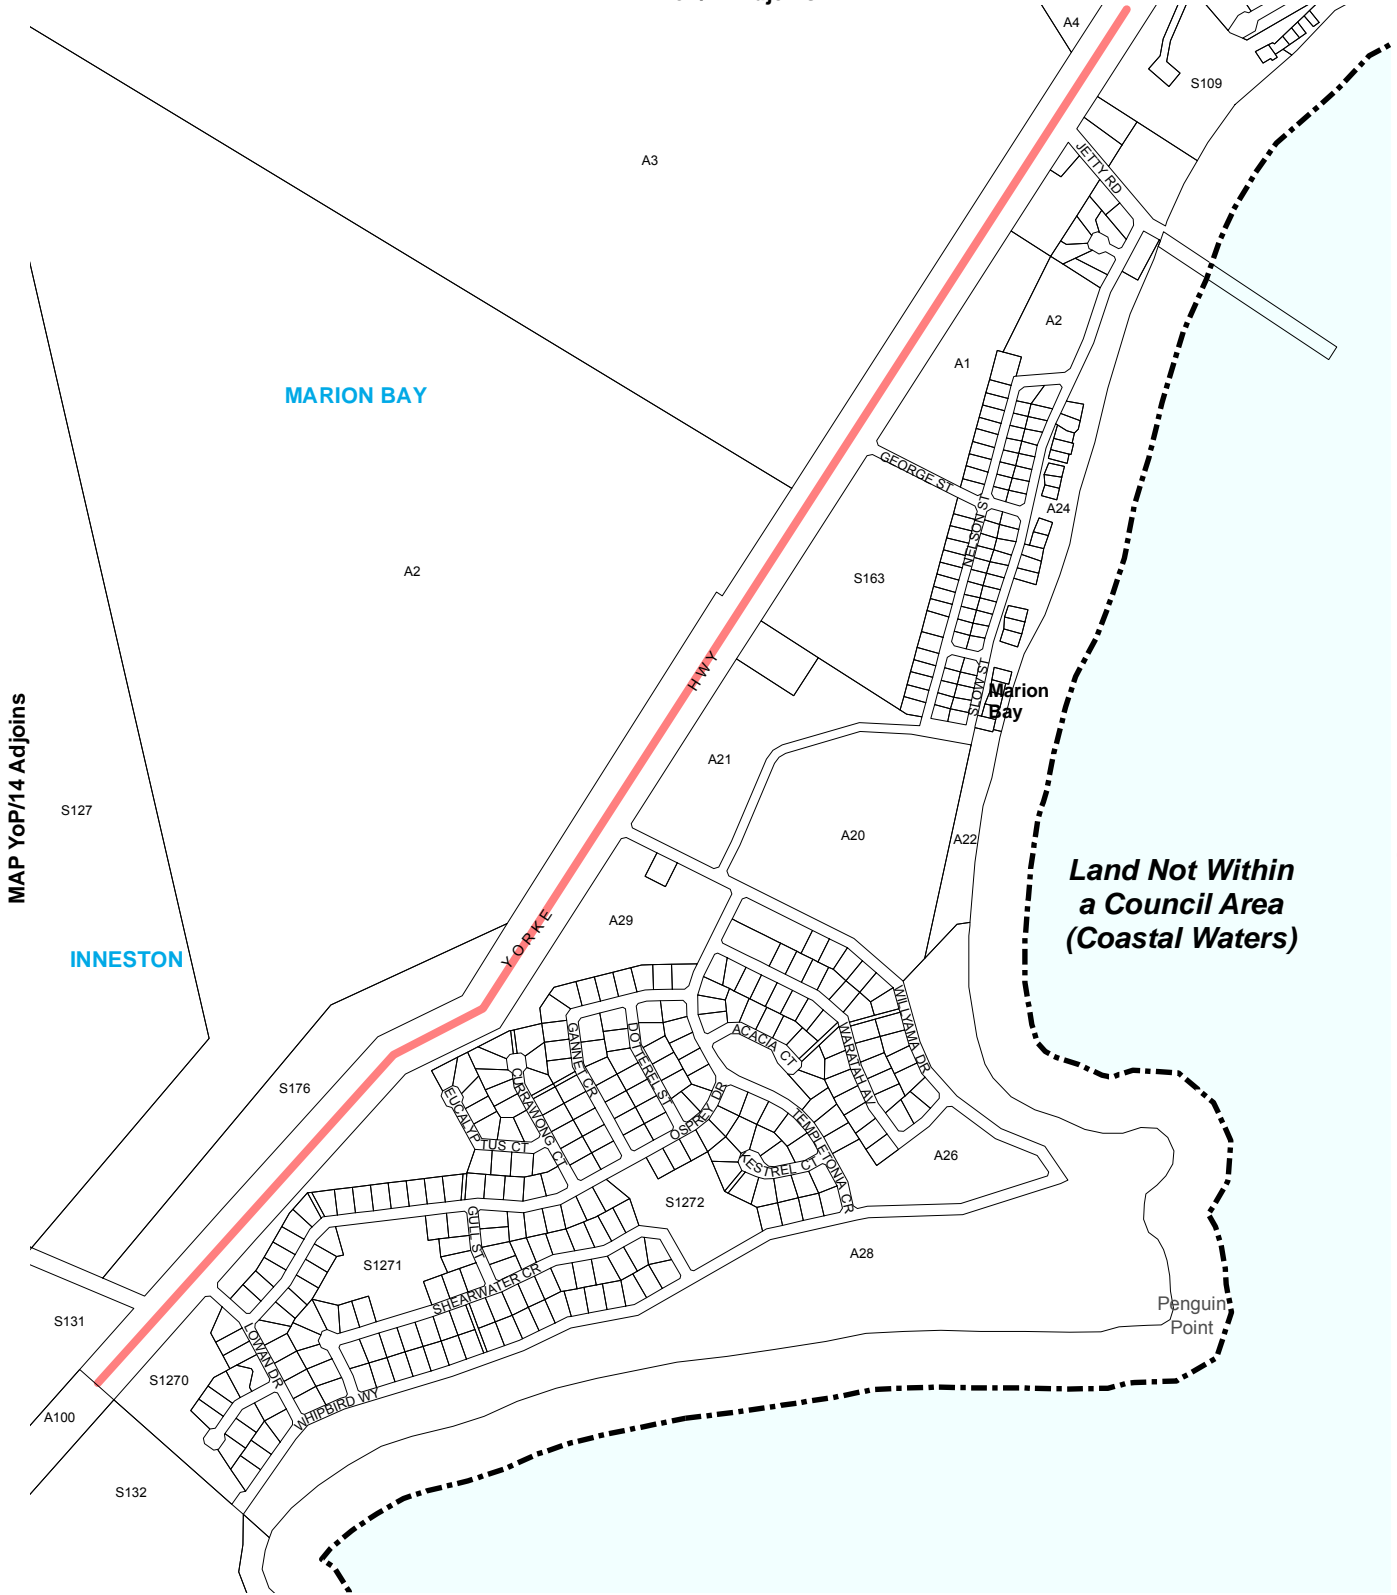 A4
S109
A3
JETTY RD
A2
A1
MARION BAY
GEORGE ST
NELSON ST
A24
A2
S163
HWY
SLOW ST
Marion
Bay
MAP YoP/14 Adjoins
A21
S127
A20
A22
Land Not Within
a Council Area
(Coastal Waters)
A29
YORKE
INNESTON
WILLYAMA DR
WARATAH AV
ACACIA CT
DOTTEREL ST
GANNET CR
CURRAWONG CT
EUCALYPTUS CT
S176
OSPREY DR
TEMPLETONIA CR
KESTREL CT
A26
S1272
GULL ST
A28
S1271
SHEARWATER CR
Penguin
Point
S131
LOWAN DR
S1270
WHIPBIRD WY
A100
S132